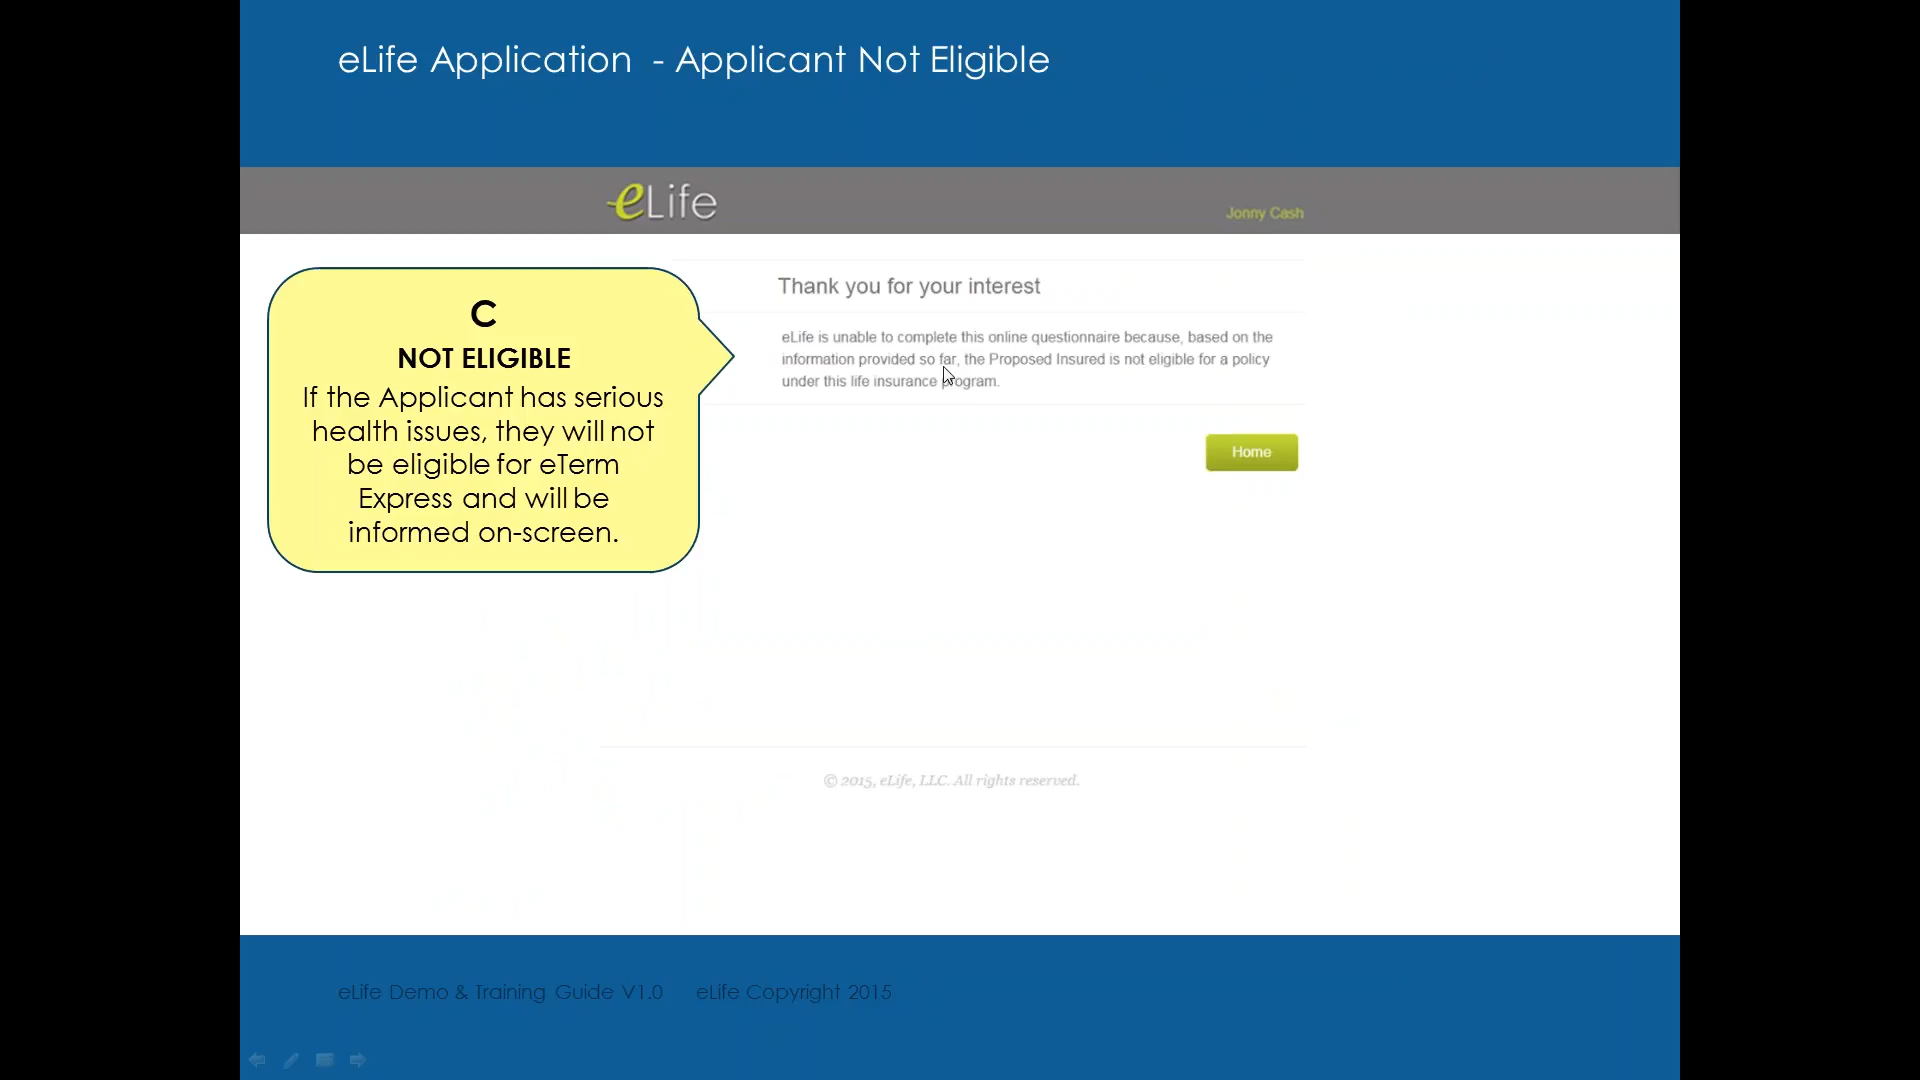 eLife Application - Applicant Not Eligible
eLife
Jonny Cash
C
NOT ELIGIBLE
If the Applicant has serious
health issues, they will not
be eligible for eTerm
Express and will be
informed on-screen.
Thank you for your interest
eLife is unable to complete this online questionnaire because, based on the
information provided so far, the Proposed Insured is not eligible for a policy
under this life insurance program.
Home
© 2015, eLife, LLC. All rights reserved.
eLife Demo & Training Guide V1.0 eLife Copyright 2015